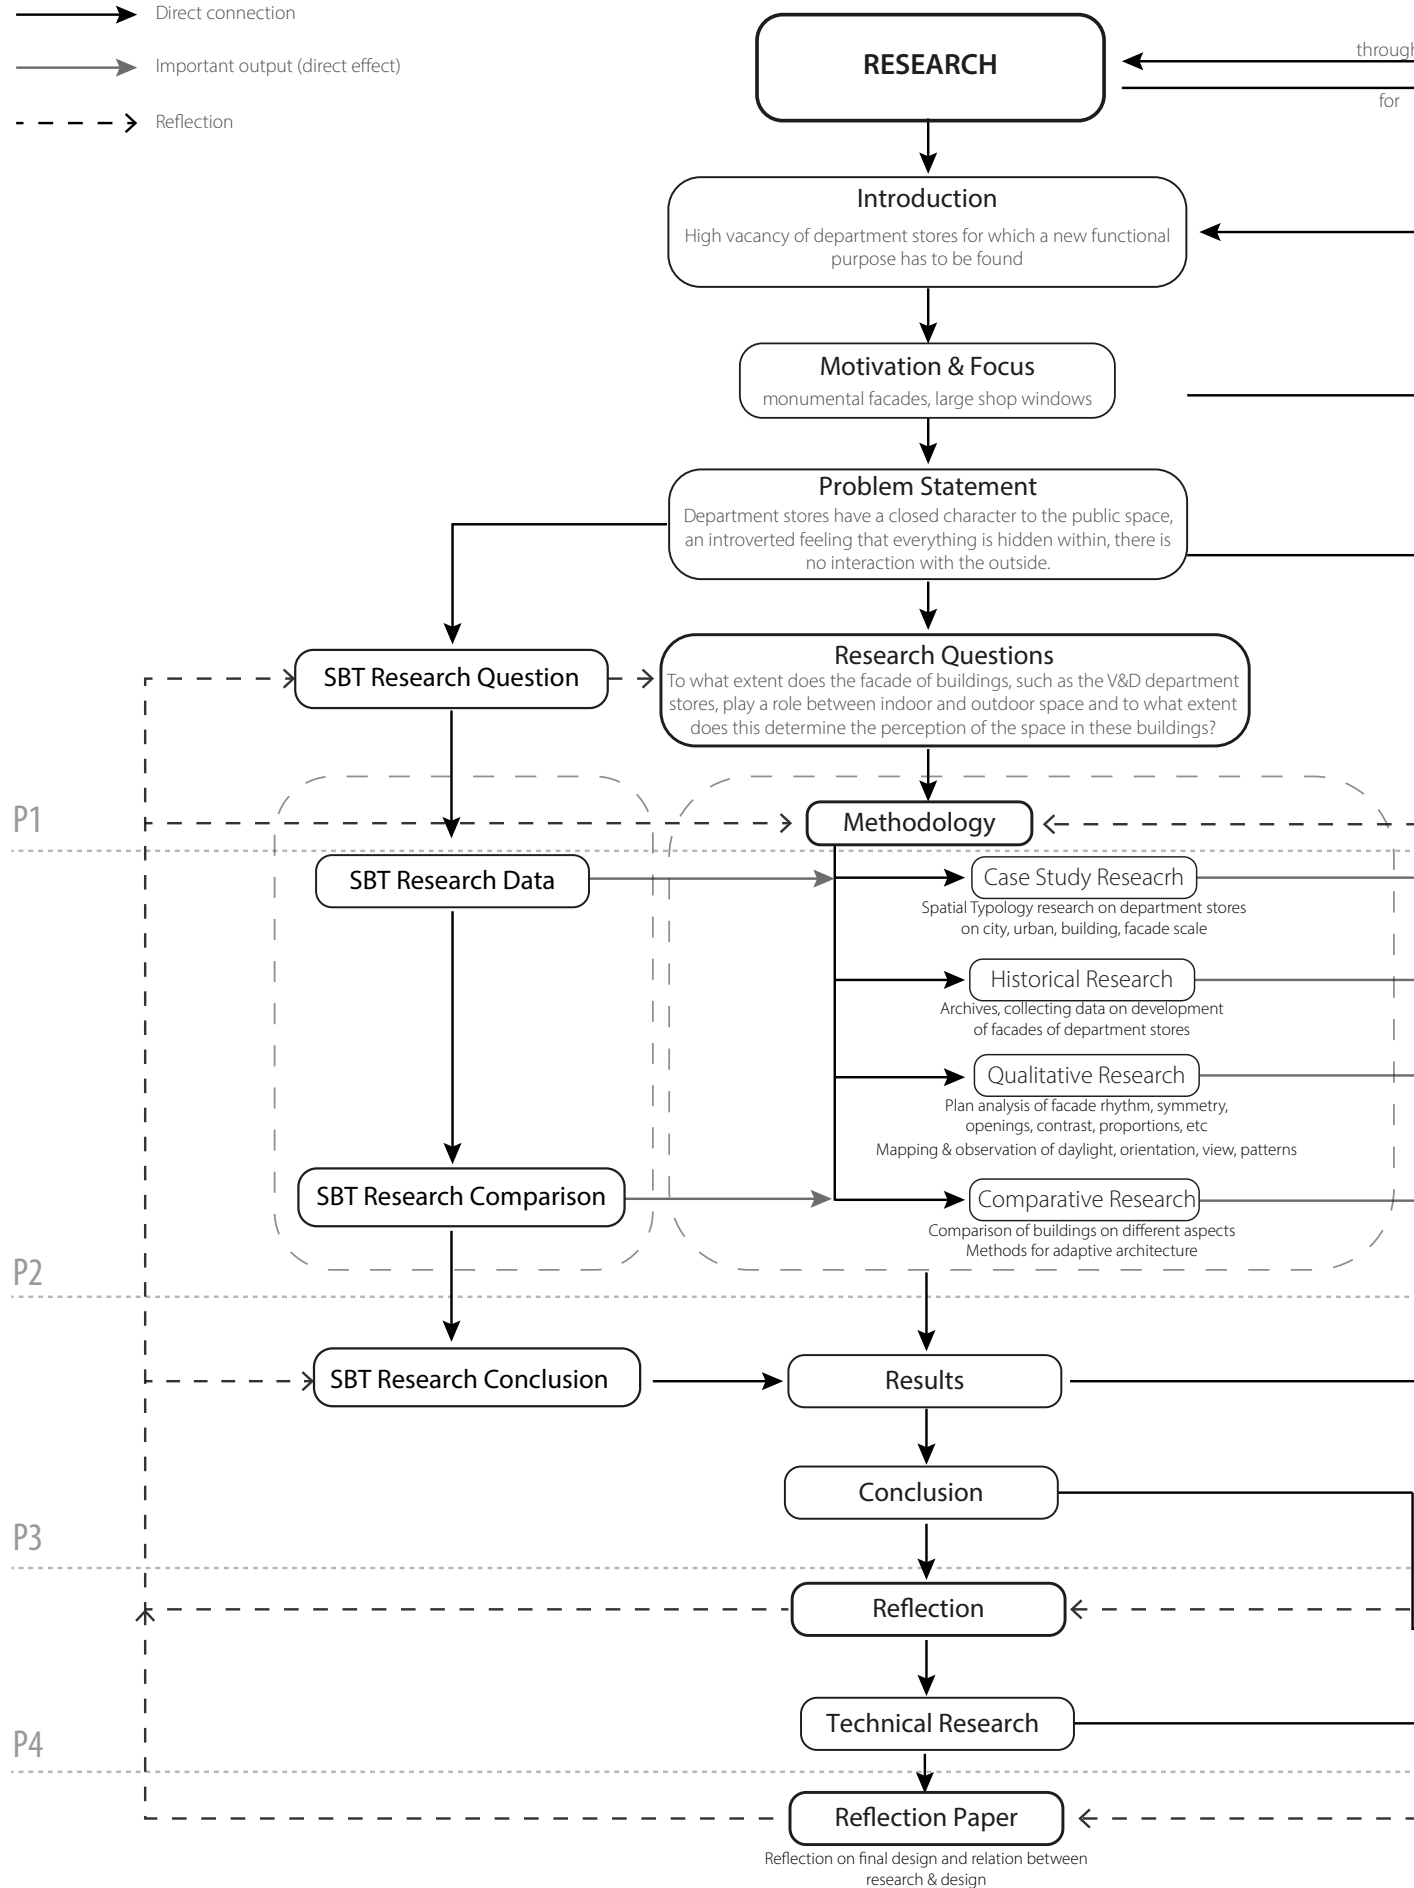 Direct connection
Important output (direct effect)
Reflection
RESEARCH
through
for
Introduction
High vacancy of department stores for which a new functional
purpose has to be found
Motivation & Focus
monumental facades, large shop windows
Problem Statement
Department stores have a closed character to the public space,
an introverted feeling that everything is hidden within, there is
no interaction with the outside.
SBT Research Question
Research Questions
To what extent does the facade of buildings, such as the V&D department
stores, play a role between indoor and outdoor space and to what extent
does this determine the perception of the space in these buildings?
P1
Methodology
SBT Research Data
Case Study Reseacrh
Spatial Typology research on department stores
on city, urban, building, facade scale
Historical Research
Archives, collecting data on development
of facades of department stores
Qualitative Research
Plan analysis of facade rhythm, symmetry,
openings, contrast, proportions, etc
Mapping & observation of daylight, orientation, view, patterns
SBT Research Comparison
Comparative Research
Comparison of buildings on different aspects
Methods for adaptive architecture
P2
SBT Research Conclusion
Results
Conclusion
P3
Reflection
Technical Research
P4
Reflection Paper
Reflection on final design and relation between
research & design